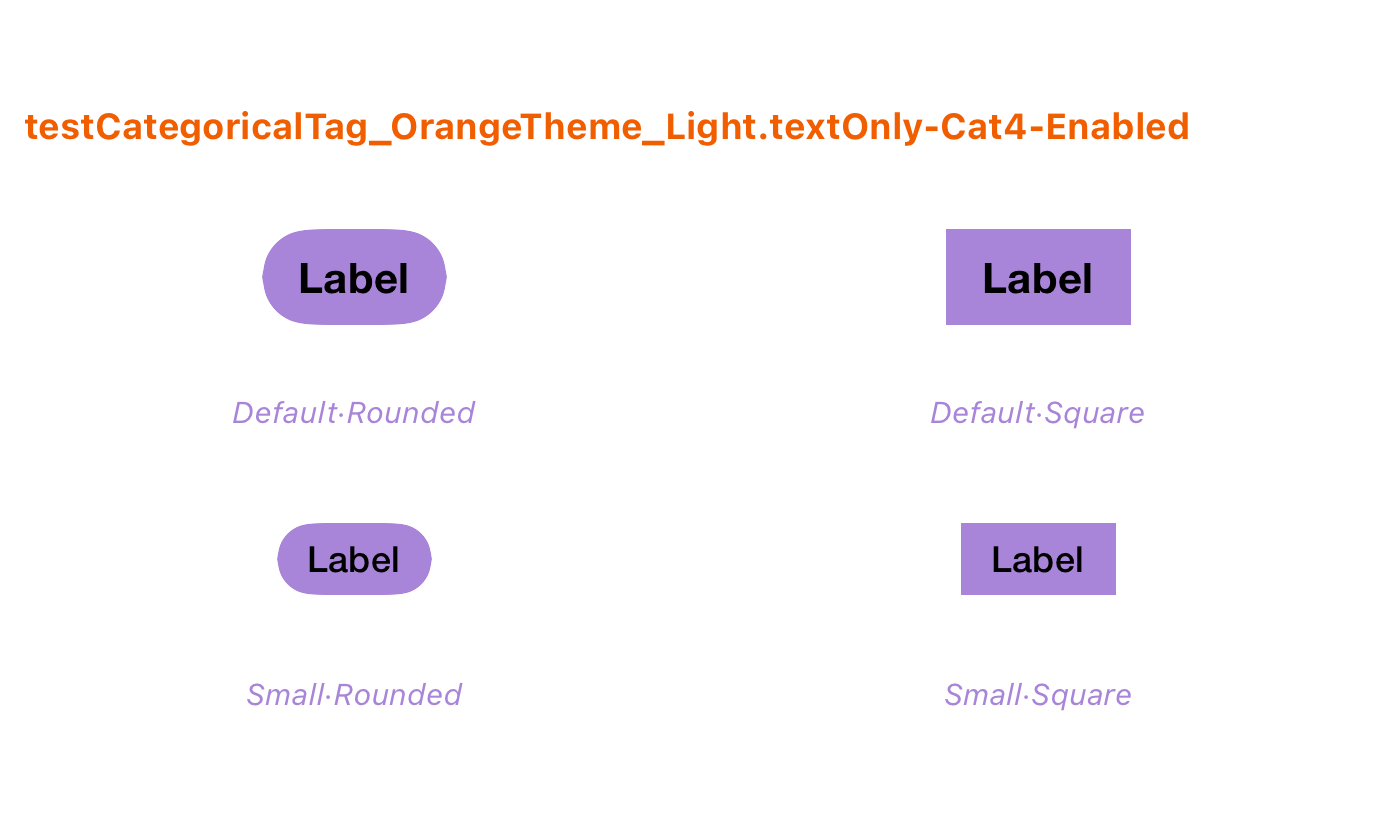 testCategoricalTag_OrangeTheme_Light.textOnly-Cat4-Enabled
Label
Label
Default·Rounded
Default·Square
Label
Label
Small·Rounded
Small·Square